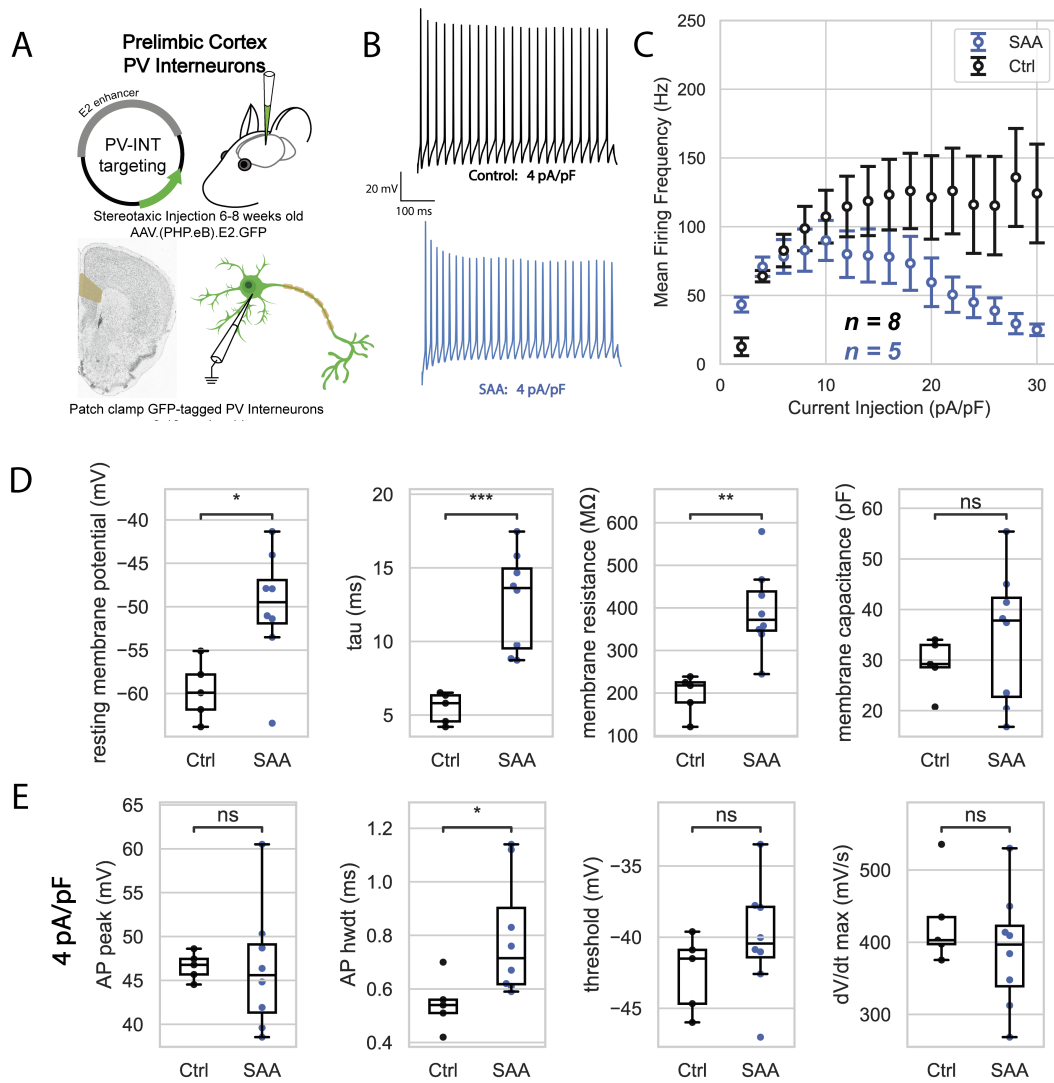 A
Prelimbic Cortex
PV Interneurons
E2 enhancer
PV-INT
targeting
Stereotaxic Injection 6-8 weeks old
AAV.(PHP.eB).E2.GFP
Patch clamp GFP-tagged PV Interneurons
B
Control: 4 pA/pF
20 mV
100 ms
SAA: 4 pA/pF
C
Mean Firing Frequency (Hz)
250
200
150
100
50
0
SAA
Ctrl
n = 8
n = 5
0 10 20 30
Current Injection (pA/pF)
D
resting membrane potential (mV)
−40
−45
−50
−55
−60
*
Ctrl SAA
tau (ms)
20
15
10
5
***
Ctrl SAA
membrane resistance (MΩ)
600
500
400
300
200
100
**
Ctrl SAA
membrane capacitance (pF)
60
50
40
30
20
ns
Ctrl SAA
E
4 pA/pF
AP peak (mV)
65
60
55
50
45
40
ns
Ctrl SAA
AP hwdt (ms)
1.2
1.0
0.8
0.6
0.4
*
Ctrl SAA
threshold (mV)
−35
−40
−45
ns
Ctrl SAA
dV/dt max (mV/s)
500
400
300
ns
Ctrl SAA